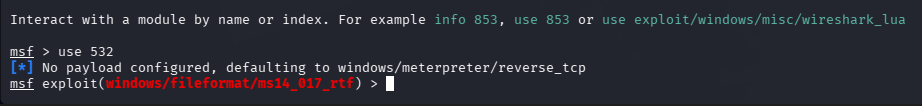 Interact with a module by name or index. For example info 853, use 853 or use exploit/windows/misc/wireshark_lua
msf > use 532
[*] No payload configured, defaulting to windows/meterpreter/reverse_tcp
msf exploit(windows/fileformat/ms14_017_rtf) >